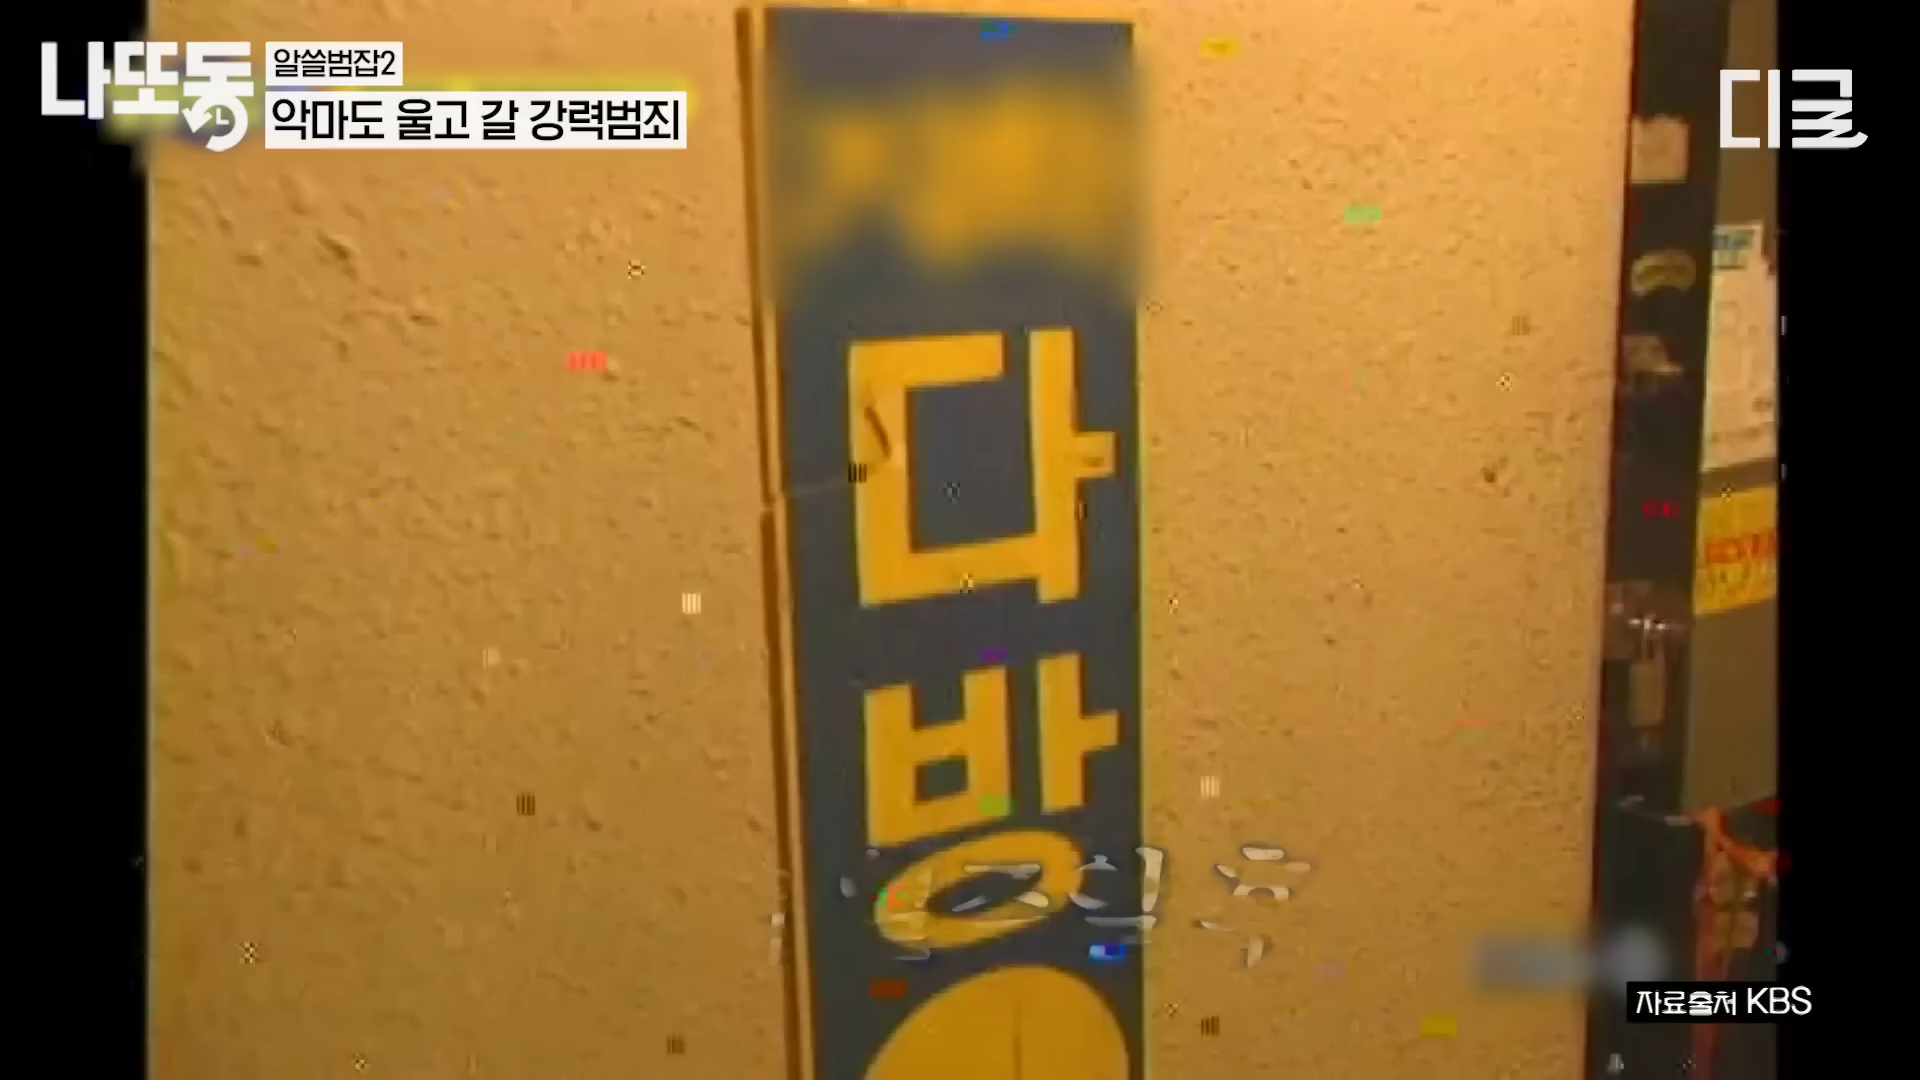 나또동
알쓸범잡2
악마도 울고 갈 강력범죄
디글
다방
자료출처 KBS